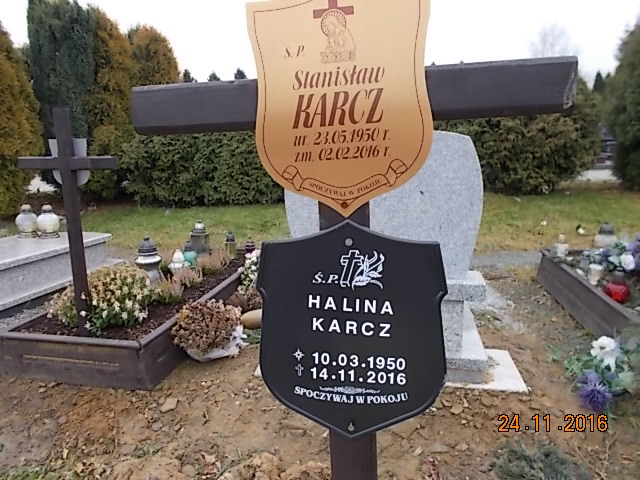 Ś.P.
Stanisław
KARCZ
ur. 23.05.1950 r.
zm. 02.02.2016 r.
SPOCZYWAJ W POKOJU
Ś.P.
HALINA
KARCZ
10.03.1950
14.11.2016
SPOCZYWAJ W POKOJU
24.11.2016